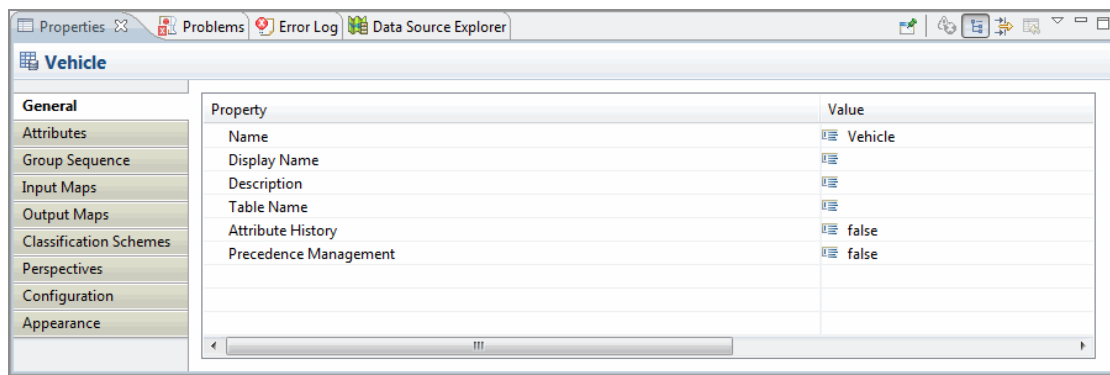 Properties Problems Error Log Data Source Explorer
Vehicle
General
Attributes
Group Sequence
Input Maps
Output Maps
Classification Schemes
Perspectives
Configuration
Appearance
Property Value
Name Vehicle
Display Name
Description
Table Name
Attribute History false
Precedence Management false